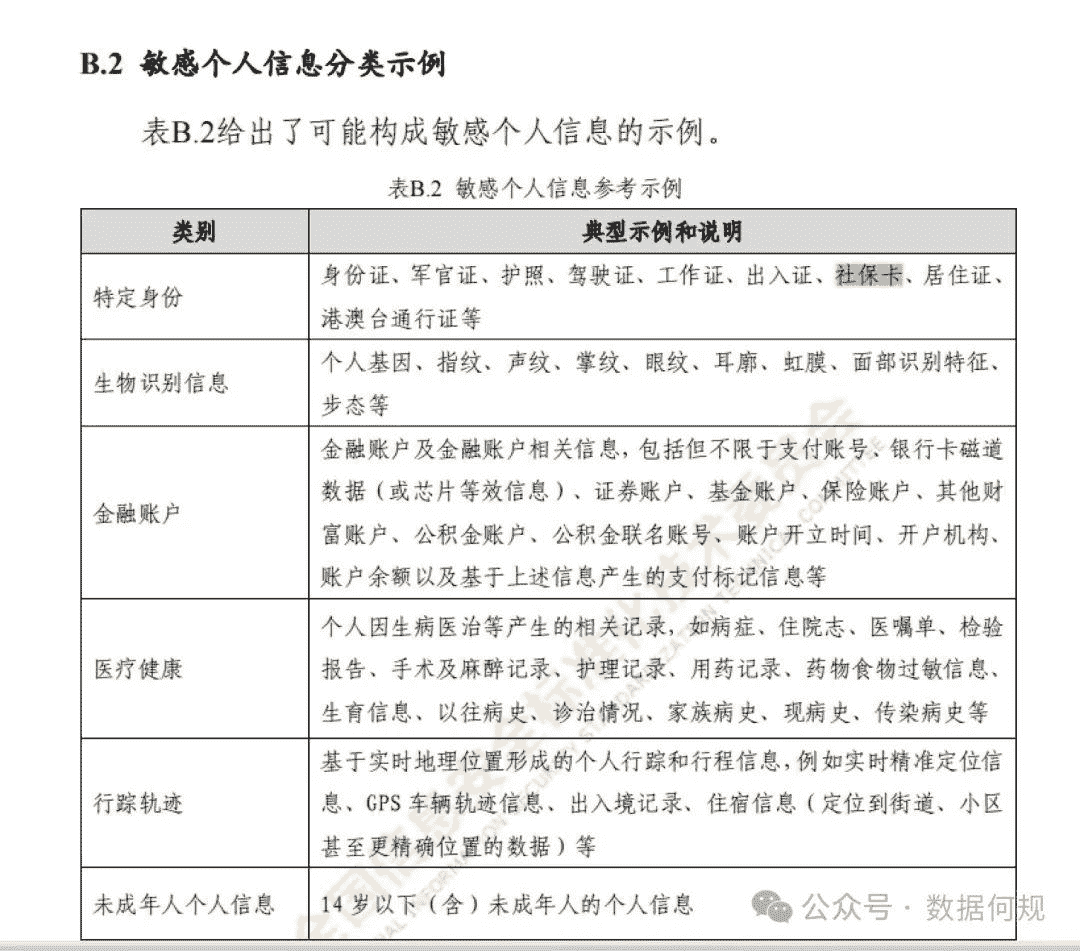 B.2 敏感个人信息分类示例
表B.2给出了可能构成敏感个人信息的示例。
表B.2 敏感个人信息参考示例
类别
典型示例和说明
特定身份
身份证、军官证、护照、驾驶证、工作证、出入证、社保卡、居住证、
港澳台通行证等
生物识别信息
个人基因、指纹、声纹、掌纹、眼纹、耳廓、虹膜、面部识别特征、
步态等
金融账户
金融账户及金融账户相关信息，包括但不限于支付账号、银行卡磁道
数据（或芯片等效信息）、证券账户、基金账户、保险账户、其他财
富账户、公积金账户、公积金联名账号、账户开立时间、开户机构、
账户余额以及基于上述信息产生的支付标记信息等
医疗健康
个人因生病医治等产生的相关记录，如病症、住院志、医嘱单、检验
报告、手术及麻醉记录、护理记录、用药记录、药物食物过敏信息、
生育信息、以往病史、诊治情况、家族病史、现病史、传染病史等
行踪轨迹
基于实时地理位置形成的个人行踪和行程信息，例如实时精准定位信
息、GPS 车辆轨迹信息、出入境记录、住宿信息（定位到街道、小区
甚至更精确位置的数据）等
未成年人个人信息
14 岁以下（含）未成年人的个人信息
公众号 · 数据何规